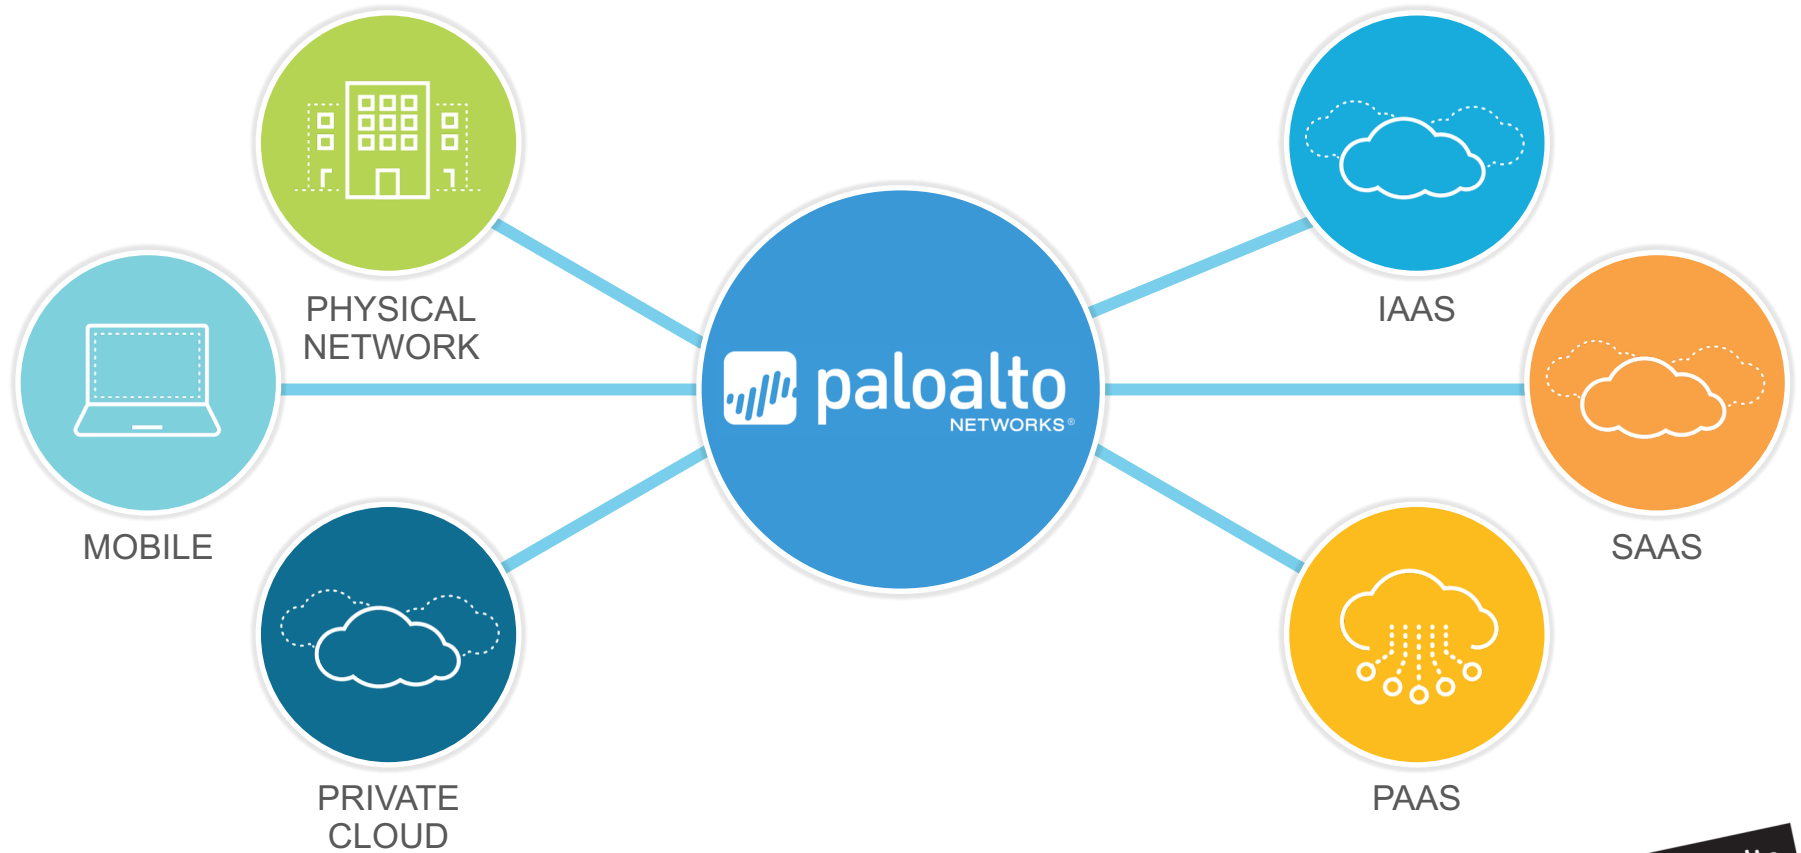 PHYSICAL
NETWORK
IAAS
MOBILE
paloalto
NETWORKS®
SAAS
PRIVATE
CLOUD
PAAS